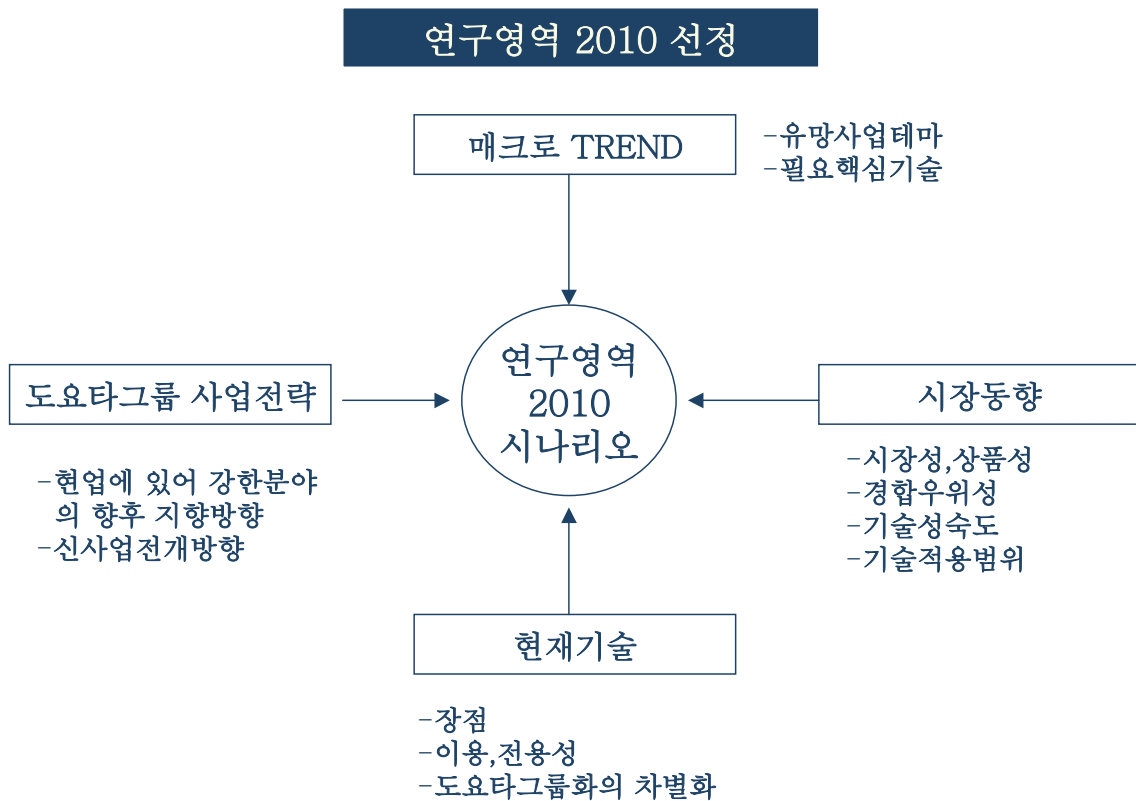 연구영역 2010 선정
매크로 TREND
-유망사업테마
-필요핵심기술
도요타그룹 사업전략
-현업에 있어 강한분야
의 향후 지향방향
-신사업전개방향
연구영역
2010
시나리오
시장동향
-시장성,상품성
-경합우위성
-기술성숙도
-기술적용범위
현재기술
-장점
-이용,전용성
-도요타그룹화의 차별화